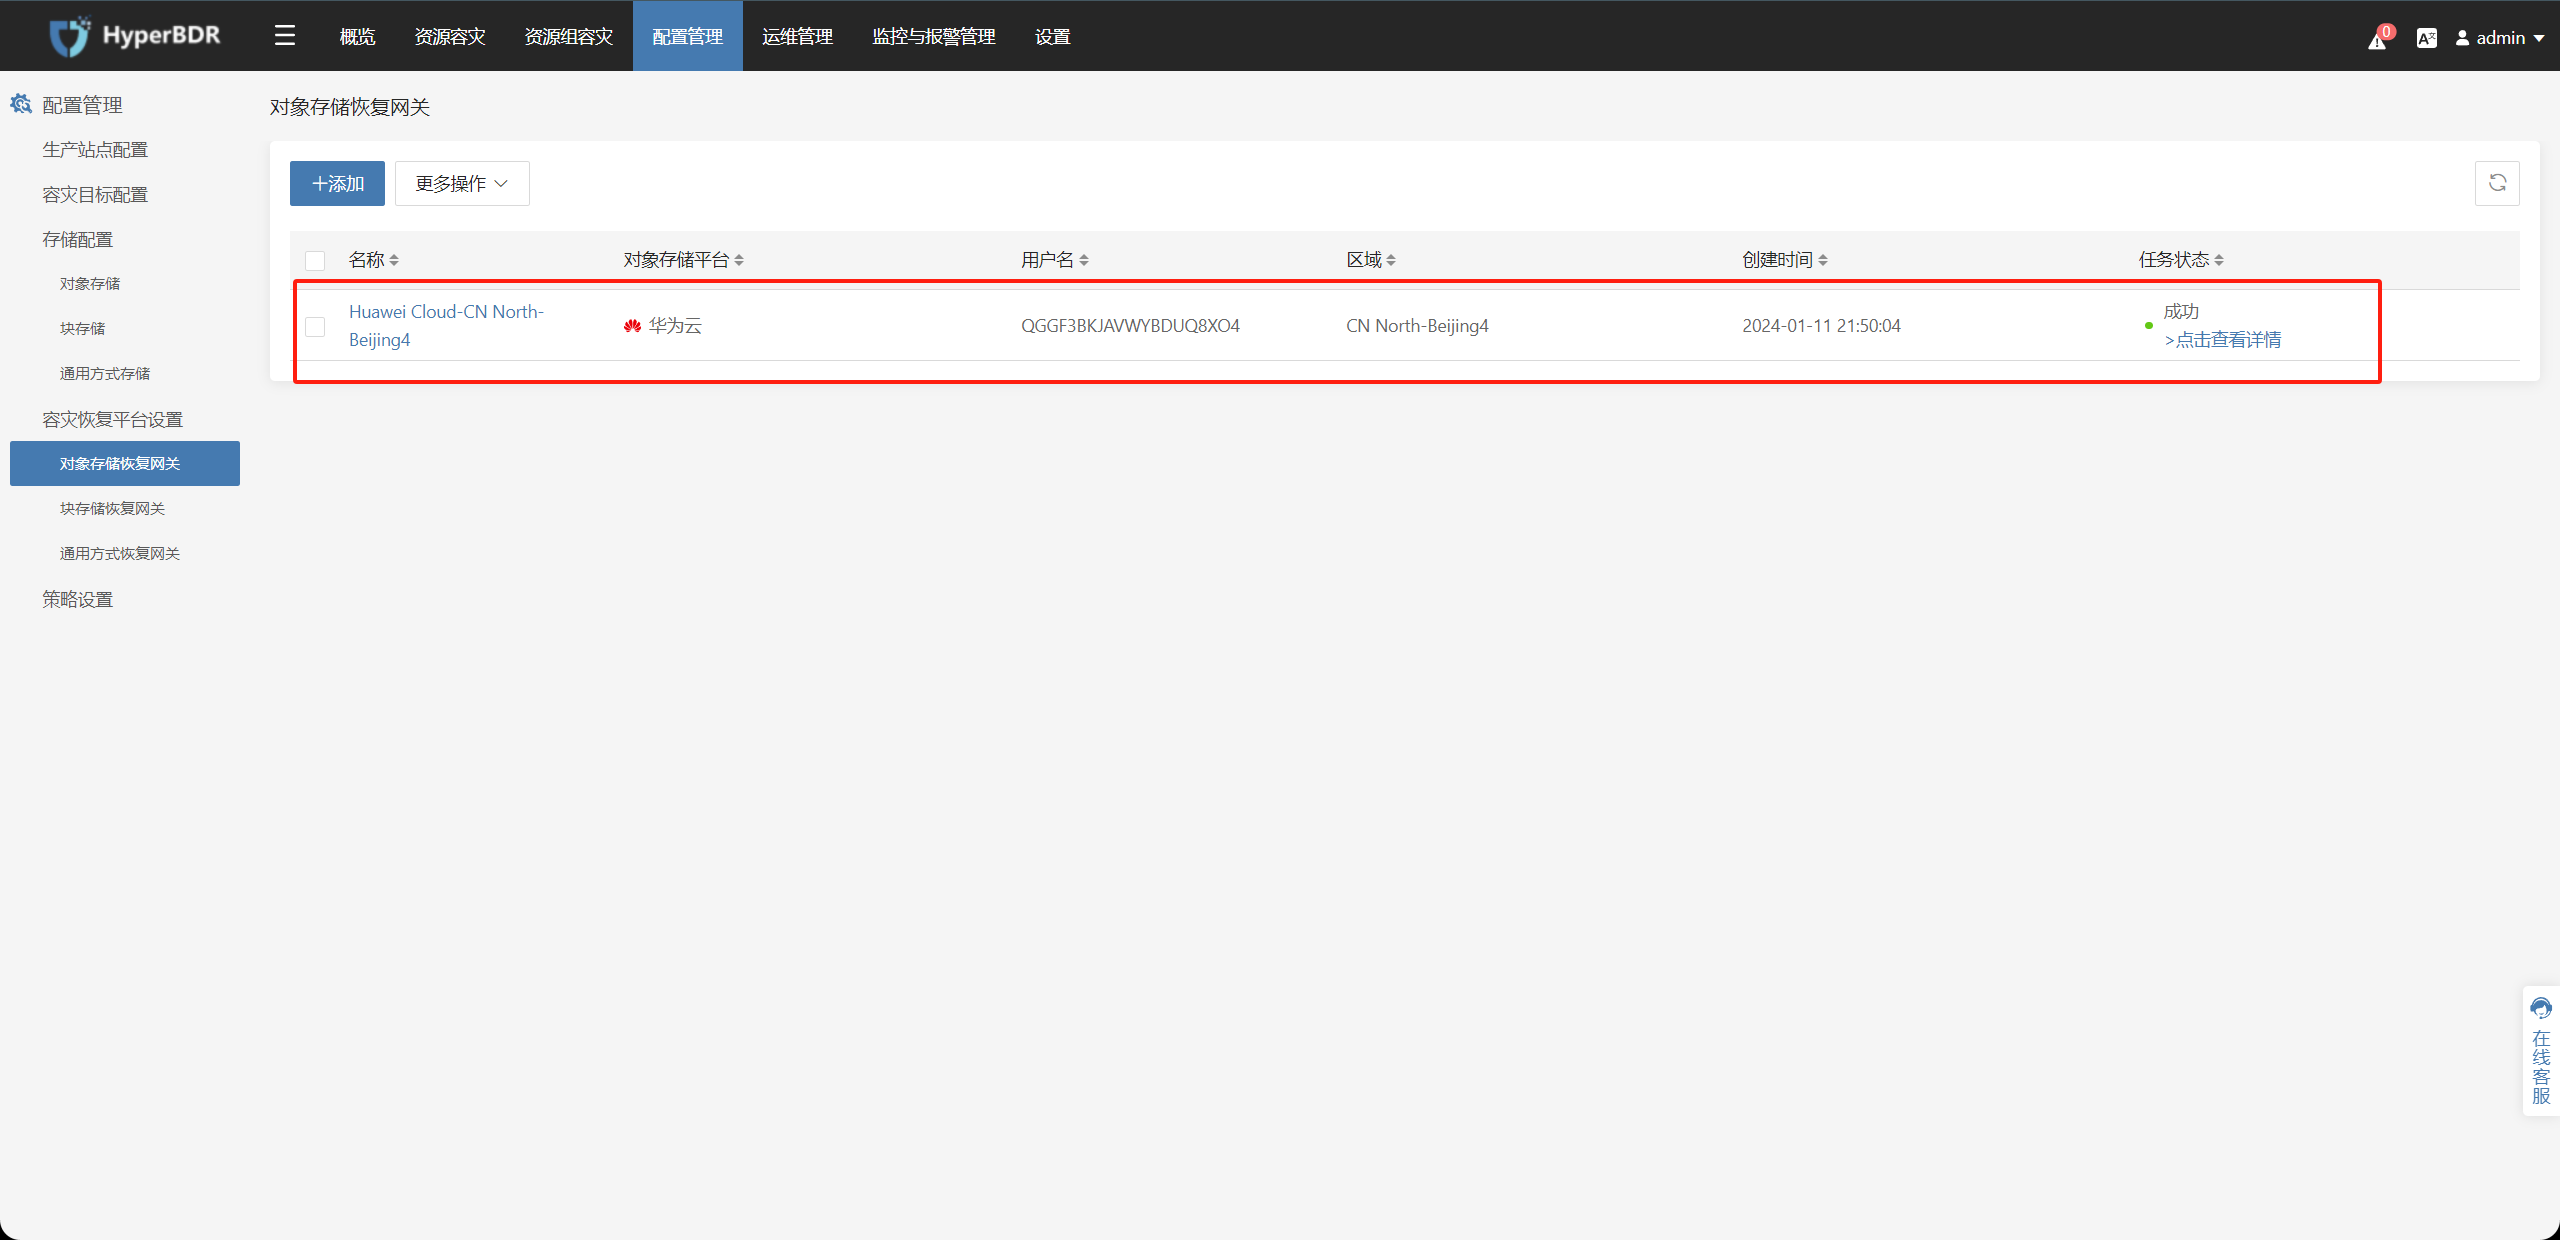 HyperBDR
概览
资源容灾
资源组容灾
配置管理
运维管理
监控与报警管理
设置
0
admin
配置管理
生产站点配置
容灾目标配置
存储配置
对象存储
块存储
通用方式存储
容灾恢复平台设置
对象存储恢复网关
块存储恢复网关
通用方式恢复网关
策略设置
对象存储恢复网关
添加
更多操作
名称
对象存储平台
用户名
区域
创建时间
任务状态
Huawei Cloud-CN North-
Beijing4
华为云
QGGF3BKJAVWYBDUQ8XO4
CN North-Beijing4
2024-01-11 21:50:04
成功
>点击查看详情
在线客服